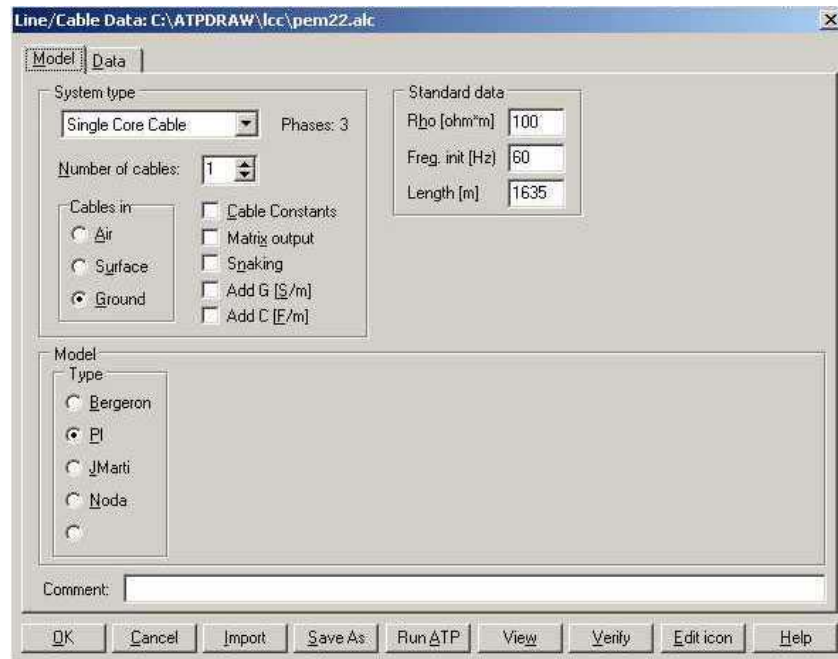 Line/Cable Data: C:\ATPDRAW\lcc\pem22.alc
Model Data
System type
Single Core Cable Phases: 3
Number of cables: 1
Cables in
Air
Surface
Ground
Cable Constants
Matrix output
Snaking
Add G [S/m]
Add C [F/m]
Standard data
Rho [ohm*m] 100
Freq. init [Hz] 60
Length [m] 1635
Model
Type
Bergeron
PI
JMarti
Noda
Comment:
OK Cancel Import Save As Run ATP View Verify Edit icon Help